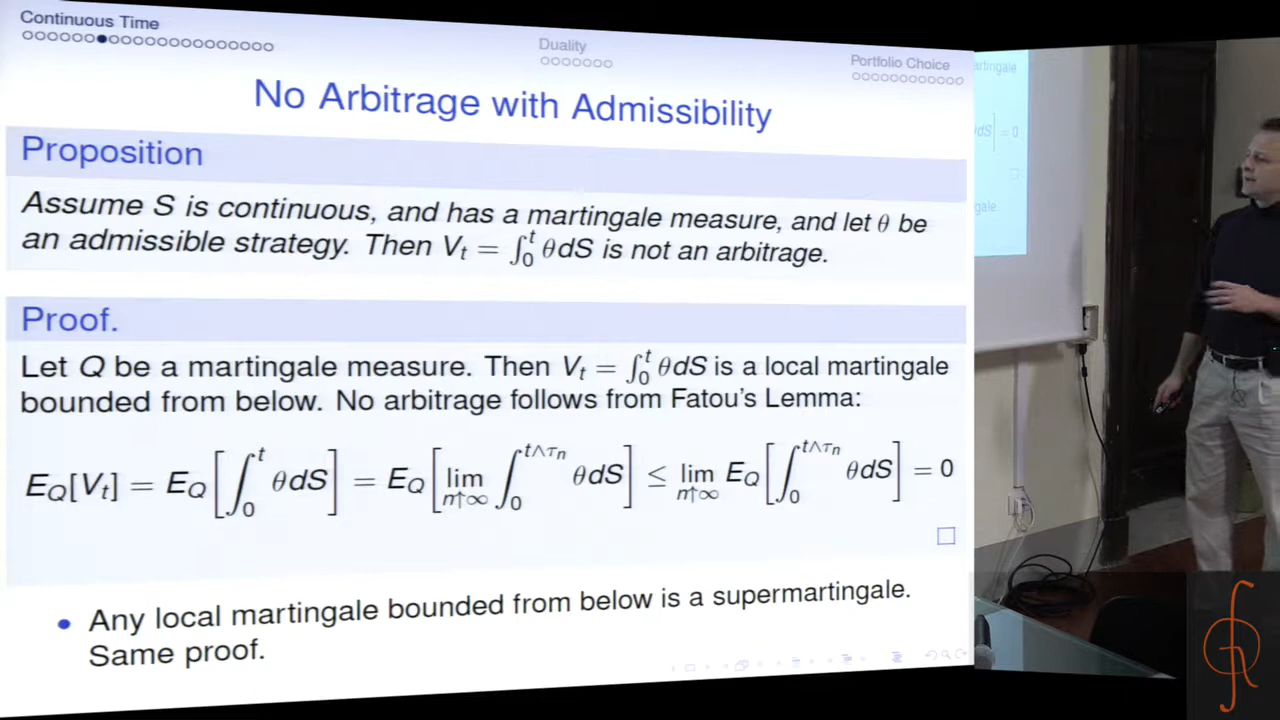 Continuous Time
Duality
Portfolio Choice
No Arbitrage with Admissibility
Proposition
Assume S is continuous, and has a martingale measure, and let θ be
an admissible strategy. Then V_t = ∫_0^t θdS is not an arbitrage.
Proof.
Let Q be a martingale measure. Then V_t = ∫_0^t θdS is a local martingale
bounded from below. No arbitrage follows from Fatou's Lemma:
E_Q[V_t] = E_Q[∫_0^t θdS] = E_Q[lim_{n↑∞} ∫_0^{t∧τ_n} θdS] ≤ lim_{n↑∞} E_Q[∫_0^{t∧τ_n} θdS] = 0
□
• Any local martingale bounded from below is a supermartingale.
Same proof.
artingale
dS] = 0
□
gale.